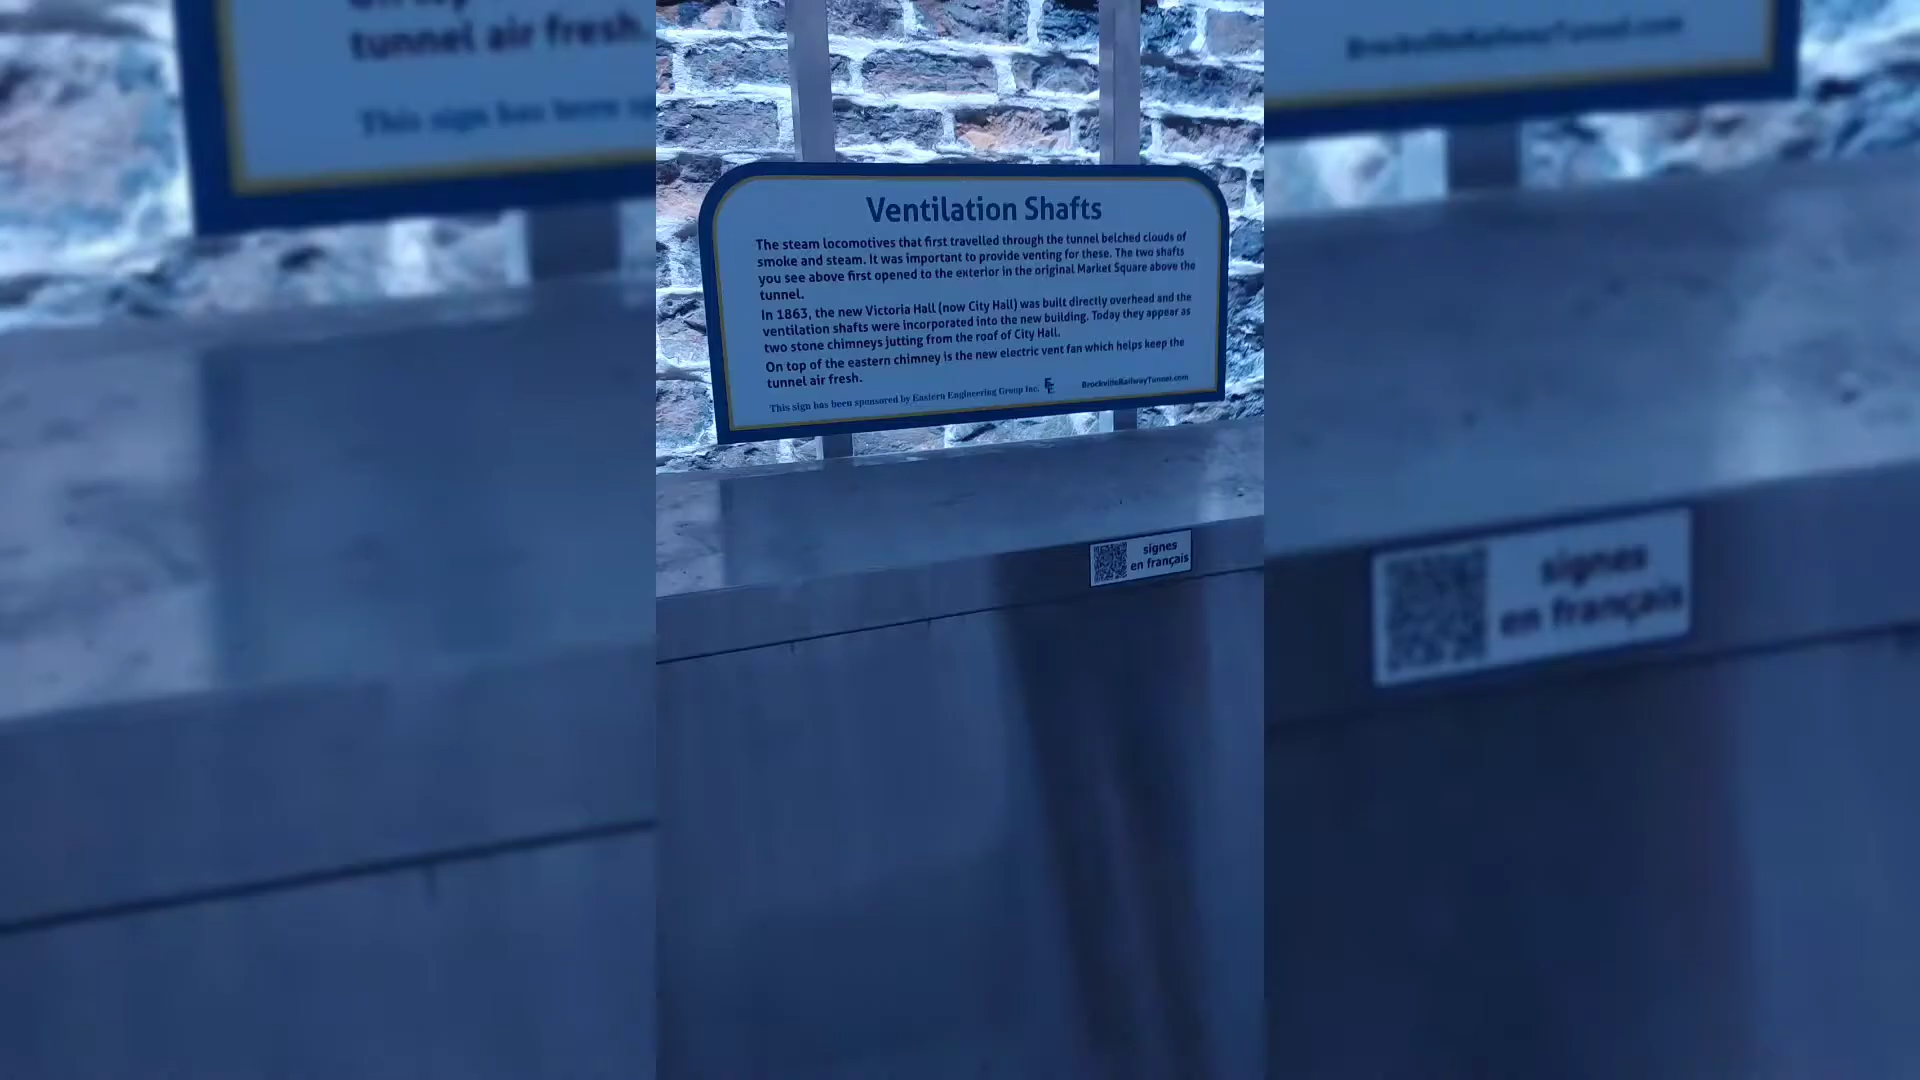 Ventilation Shafts
The steam locomotives that first travelled through the tunnel belched clouds of
smoke and steam. It was important to provide venting for these. The two shafts
you see above first opened to the exterior in the original Market Square above the
tunnel.
In 1863, the new Victoria Hall (now City Hall) was built directly overhead and the
ventilation shafts were incorporated into the new building. Today they appear as
two stone chimneys jutting from the roof of City Hall.
On top of the eastern chimney is the new electric vent fan which helps keep the
tunnel air fresh.
This sign has been sponsored by Eastern Engineering Group Inc.
BrockvilleRailwayTunnel.com
signes
en français
tunnel air fresh.
This sign has been
BrockvilleRailwayTunnel.com
signes
en français